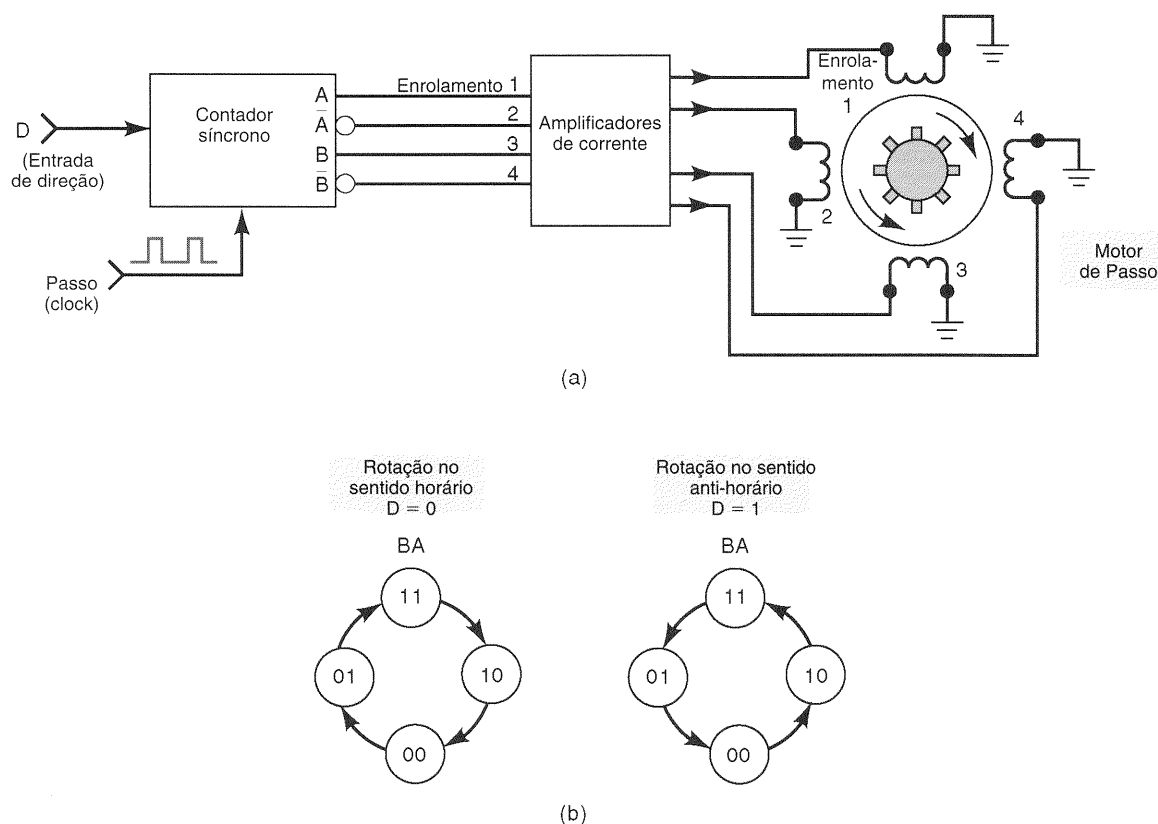 D
(Entrada
de direção)
Passo
(clock)
Contador
síncrono
A
A̅
B
B̅
Enrolamento 1
2
3
4
Amplificadores
de corrente
Enrola-
mento
1
2
3
4
Motor
de Passo
(a)
Rotação no
sentido horário
D = 0
BA
11
01
10
00
Rotação no sentido
anti-horário
D = 1
BA
11
01
10
00
(b)